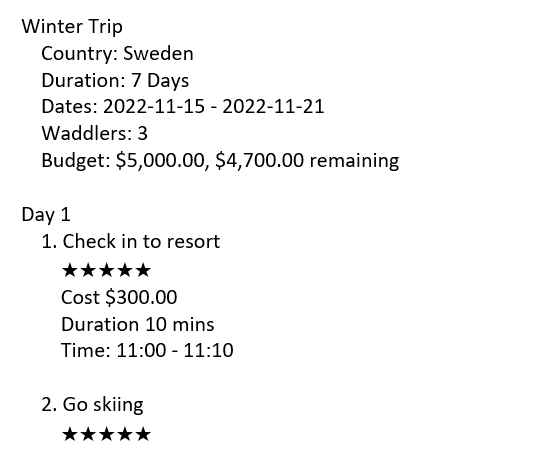 Winter Trip
Country: Sweden
Duration: 7 Days
Dates: 2022-11-15 - 2022-11-21
Waddlers: 3
Budget: $5,000.00, $4,700.00 remaining
Day 1
1. Check in to resort
★★★★★
Cost $300.00
Duration 10 mins
Time: 11:00 - 11:10
2. Go skiing
★★★★★